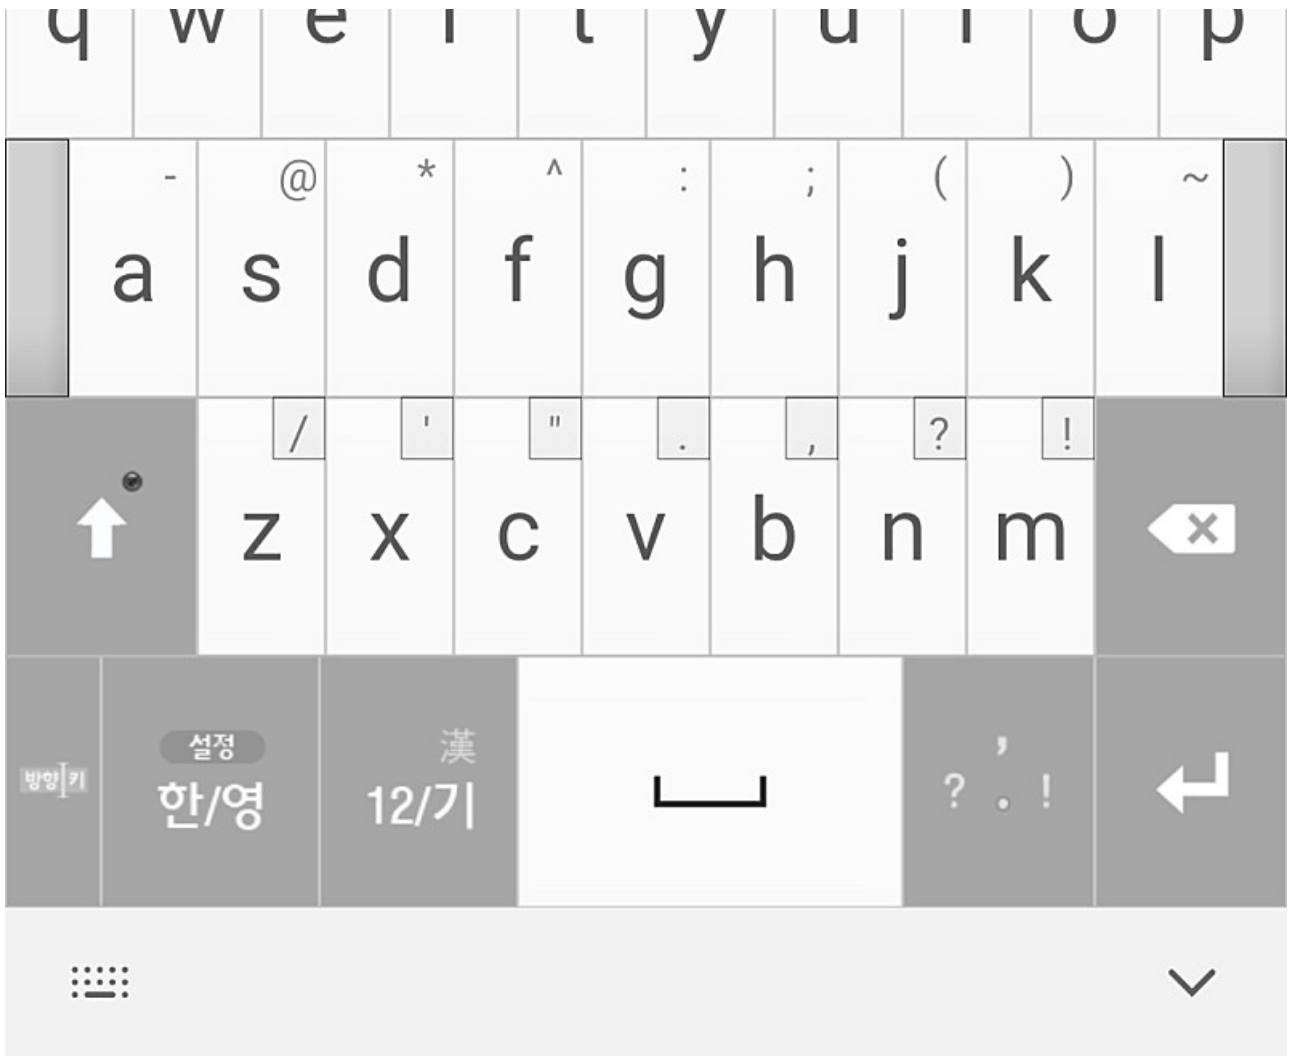 q w e r t y u i o p
- @ * ^ : ; ( ) ~
a s d f g h j k l
/ ' " . , ? !
z x c v b n m
설정 漢 ,
방향키 한/영 12/기 ? . !